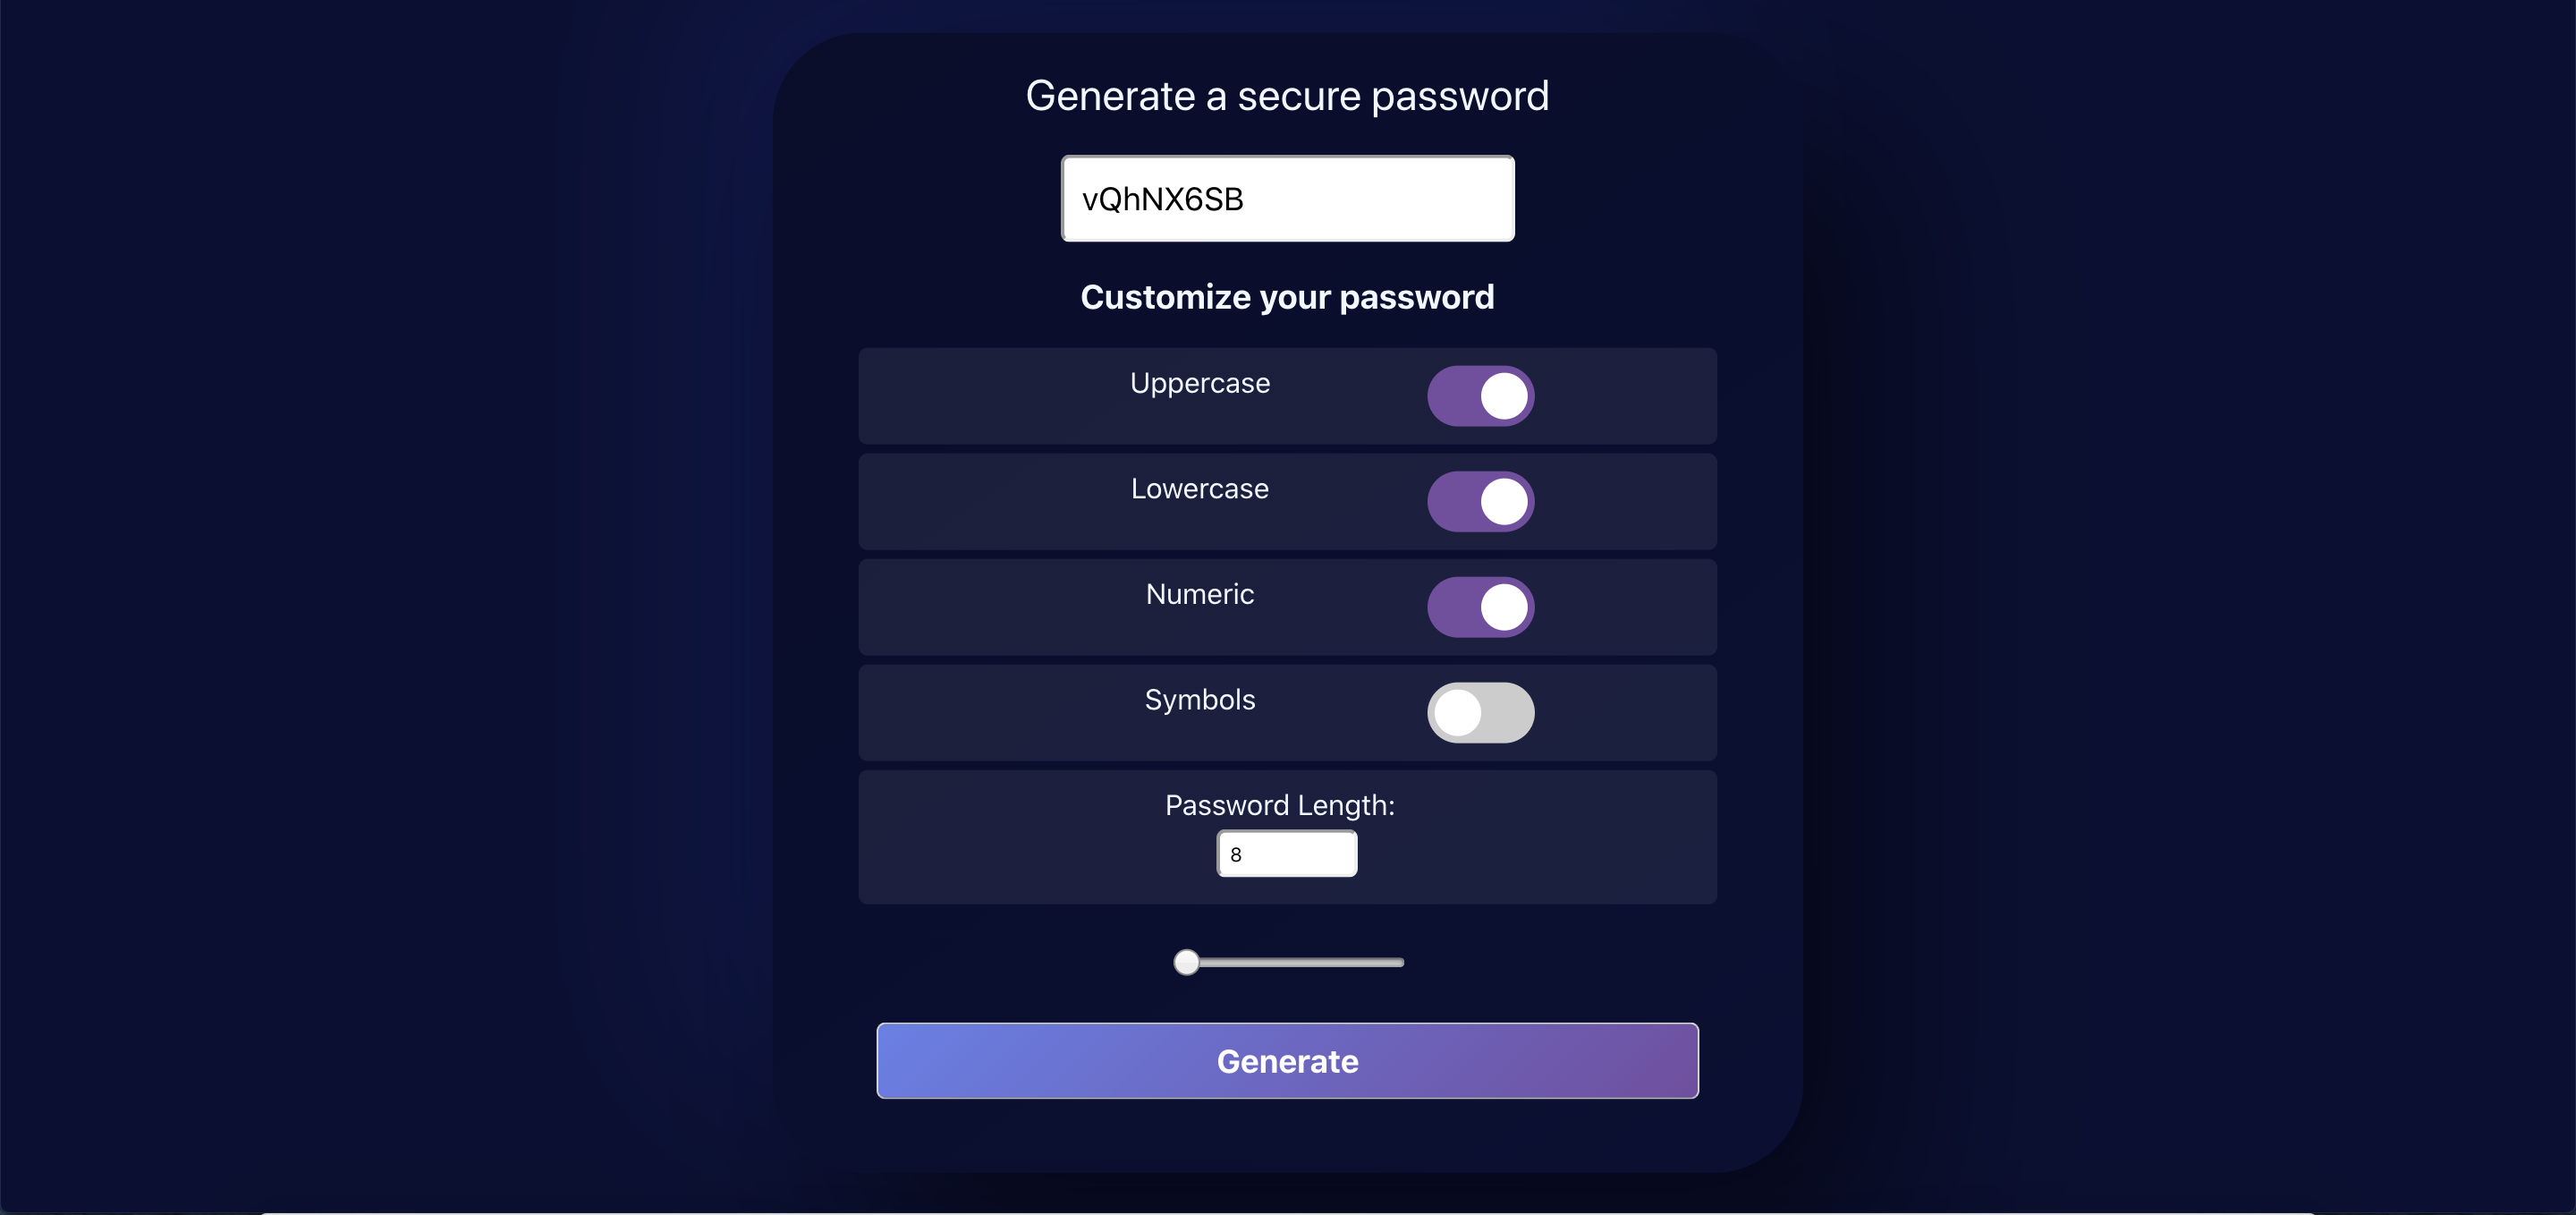 Generate a secure password
vQhNX6SB
Customize your password
Uppercase
Lowercase
Numeric
Symbols
Password Length:
8
Generate